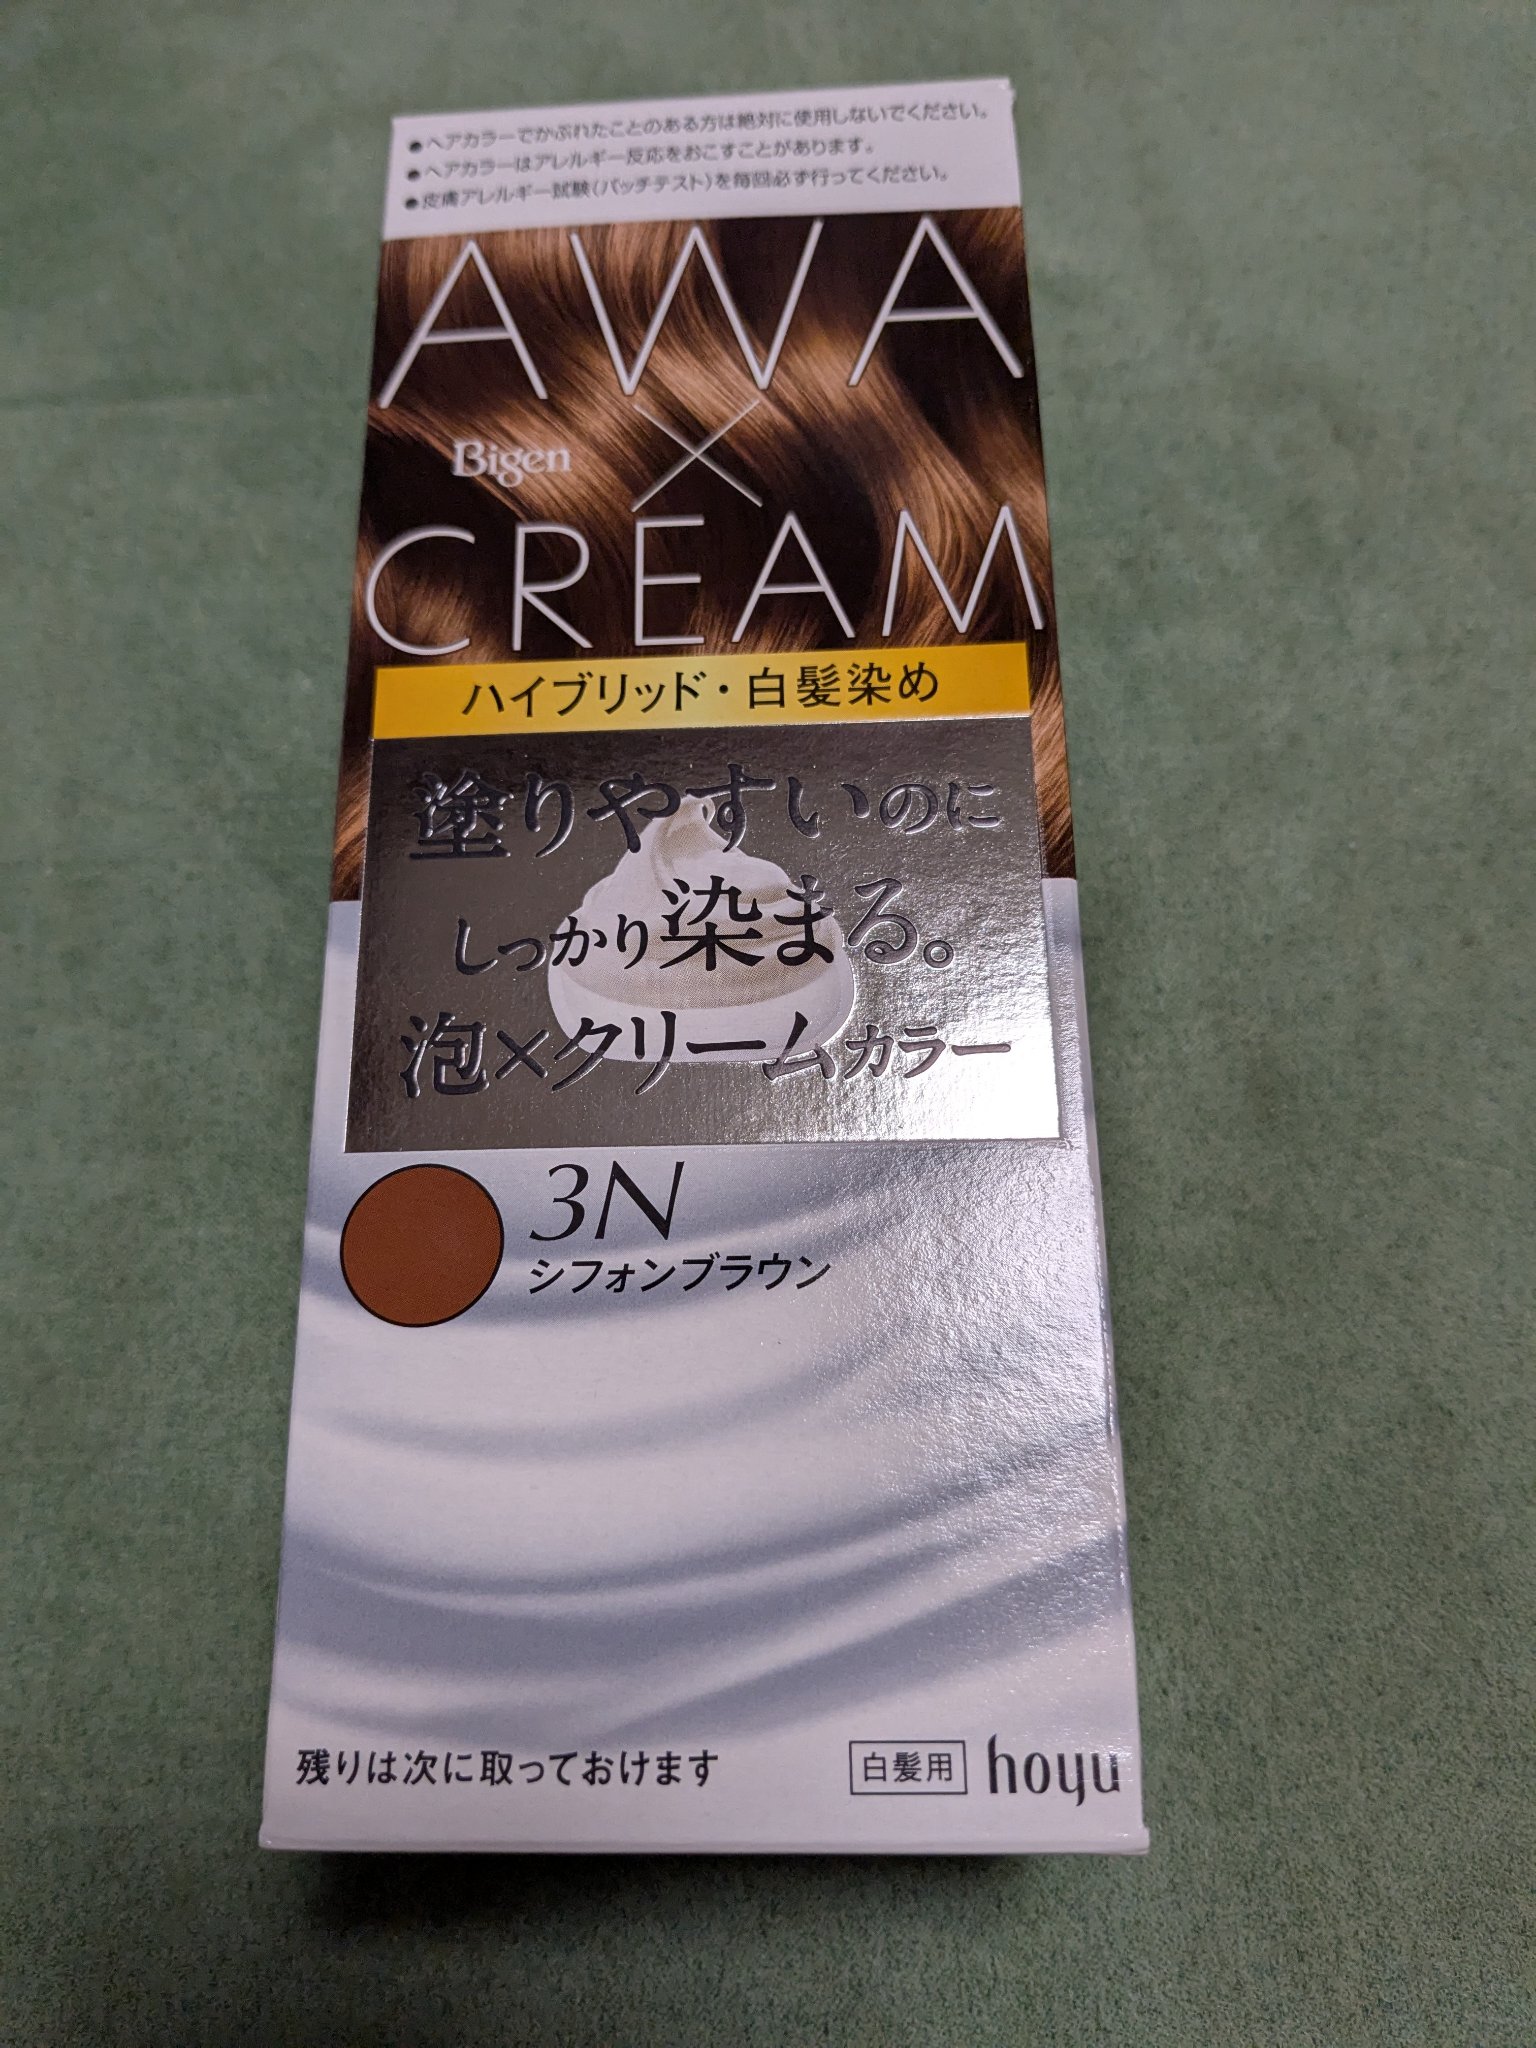 ●ヘアカラーでかぶれたことのある方は絶対に使用しないでください。
●ヘアカラーはアレルギー反応をおこすことがあります。
●皮膚アレルギー試験(パッチテスト)を毎回必ず行ってください。
AWA
Bigen ×
CREAM
ハイブリッド・白髪染め
塗りやすいのに
しっかり染まる。
泡×クリームカラー
3N
シフォンブラウン
残りは次に取っておけます 白髪用 hoyu